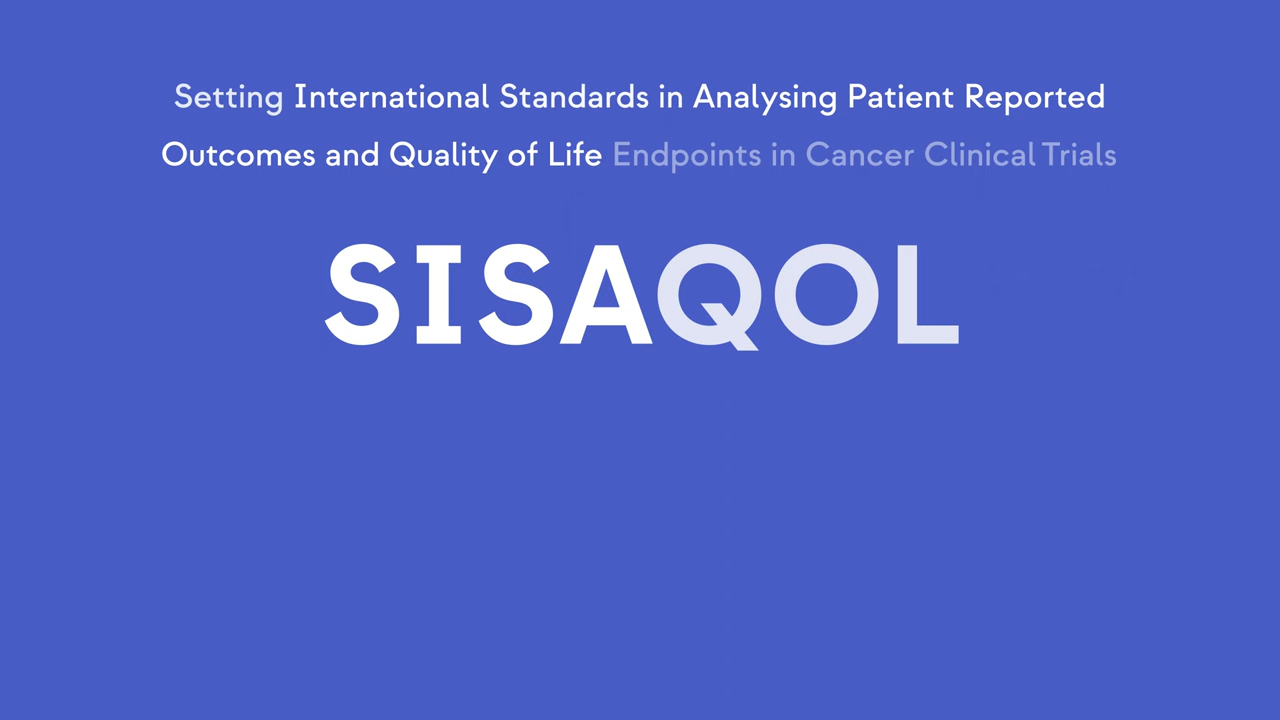 Setting International Standards in Analysing Patient Reported
Outcomes and Quality of Life Endpoints in Cancer Clinical Trials
SISAQOL